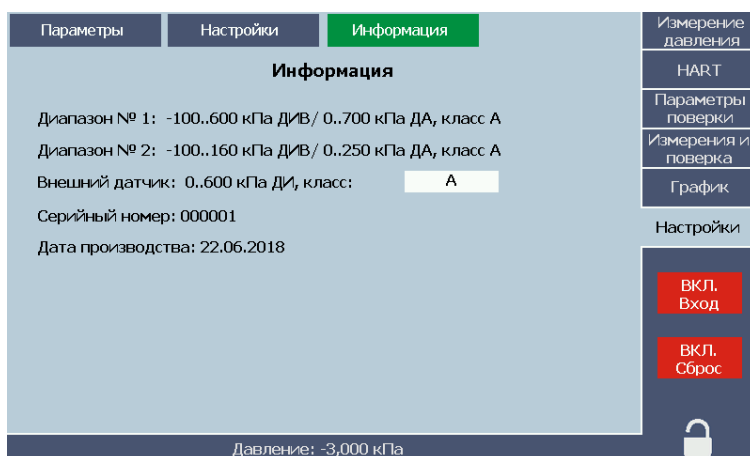 Параметры
Настройки
Информация
Информация
Диапазон № 1: -100..600 кПа ДИВ/ 0..700 кПа ДА, класс А
Диапазон № 2: -100..160 кПа ДИВ/ 0..250 кПа ДА, класс А
Внешний датчик: 0..600 кПа ДИ, класс: А
Серийный номер: 000001
Дата производства: 22.06.2018
Давление: -3,000 кПа
Измерение
давления
HART
Параметры
поверки
Измерения и
поверка
График
Настройки
ВКЛ.
Вход
ВКЛ.
Сброс